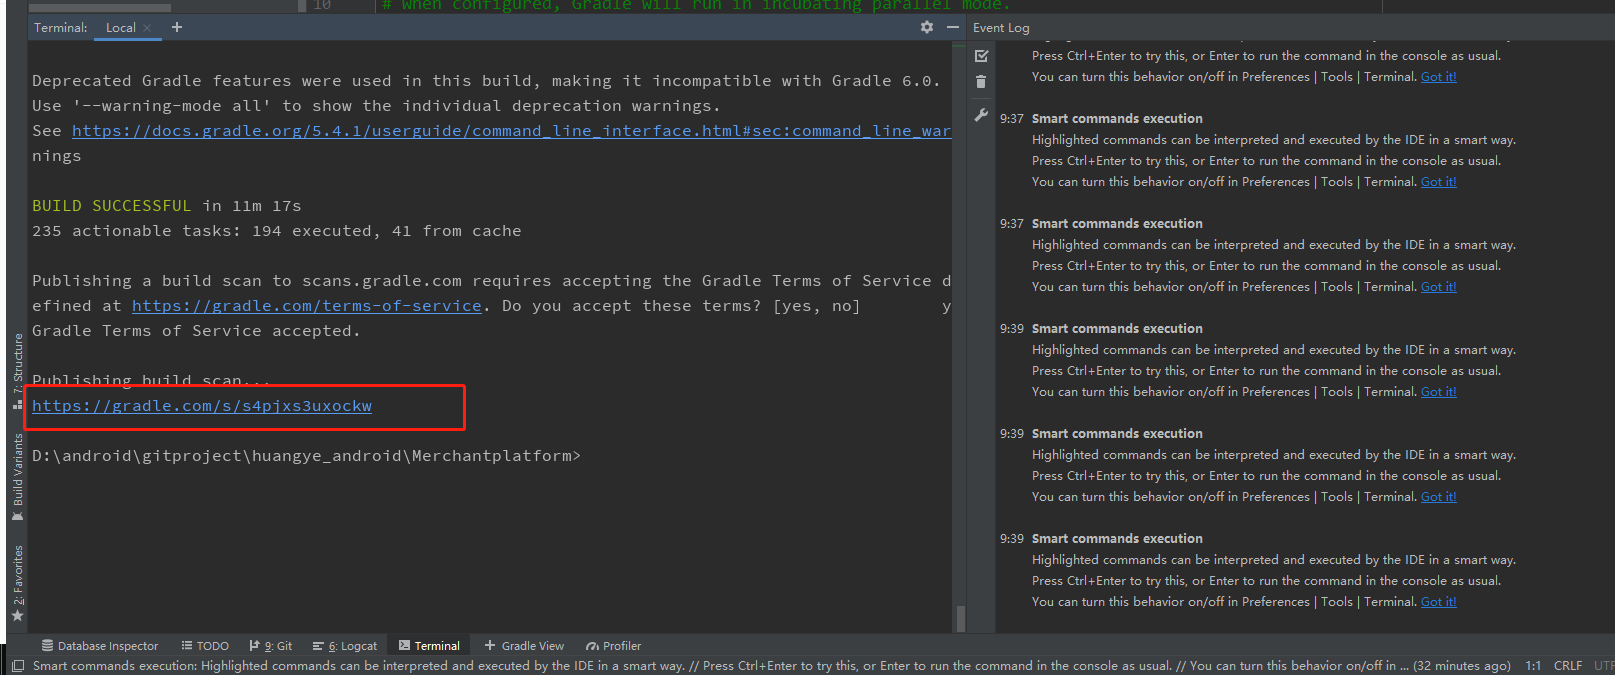 10 # When configured, Gradle will run in incubating parallel mode.
Terminal: Local × +
Deprecated Gradle features were used in this build, making it incompatible with Gradle 6.0.
Use '--warning-mode all' to show the individual deprecation warnings.
See https://docs.gradle.org/5.4.1/userguide/command_line_interface.html#sec:command_line_war
nings
BUILD SUCCESSFUL in 11m 17s
235 actionable tasks: 194 executed, 41 from cache
Publishing a build scan to scans.gradle.com requires accepting the Gradle Terms of Service d
efined at https://gradle.com/terms-of-service. Do you accept these terms? [yes, no] y
Gradle Terms of Service accepted.
Publishing build scan...
https://gradle.com/s/s4pjxs3uxockw
D:\android\gitproject\huangye_android\Merchantplatform>
Event Log
Press Ctrl+Enter to try this, or Enter to run the command in the console as usual.
You can turn this behavior on/off in Preferences | Tools | Terminal. Got it!
9:37 Smart commands execution
Highlighted commands can be interpreted and executed by the IDE in a smart way.
Press Ctrl+Enter to try this, or Enter to run the command in the console as usual.
You can turn this behavior on/off in Preferences | Tools | Terminal. Got it!
9:37 Smart commands execution
Highlighted commands can be interpreted and executed by the IDE in a smart way.
Press Ctrl+Enter to try this, or Enter to run the command in the console as usual.
You can turn this behavior on/off in Preferences | Tools | Terminal. Got it!
9:39 Smart commands execution
Highlighted commands can be interpreted and executed by the IDE in a smart way.
Press Ctrl+Enter to try this, or Enter to run the command in the console as usual.
You can turn this behavior on/off in Preferences | Tools | Terminal. Got it!
9:39 Smart commands execution
Highlighted commands can be interpreted and executed by the IDE in a smart way.
Press Ctrl+Enter to try this, or Enter to run the command in the console as usual.
You can turn this behavior on/off in Preferences | Tools | Terminal. Got it!
9:39 Smart commands execution
Highlighted commands can be interpreted and executed by the IDE in a smart way.
Press Ctrl+Enter to try this, or Enter to run the command in the console as usual.
You can turn this behavior on/off in Preferences | Tools | Terminal. Got it!
7: Structure
Build Variants
2: Favorites
Database Inspector TODO 9: Git 6: Logcat Terminal Gradle View Profiler
Smart commands execution: Highlighted commands can be interpreted and executed by the IDE in a smart way. // Press Ctrl+Enter to try this, or Enter to run the command in the console as usual. // You can turn this behavior on/off in ... (32 minutes ago) 1:1 CRLF UTF